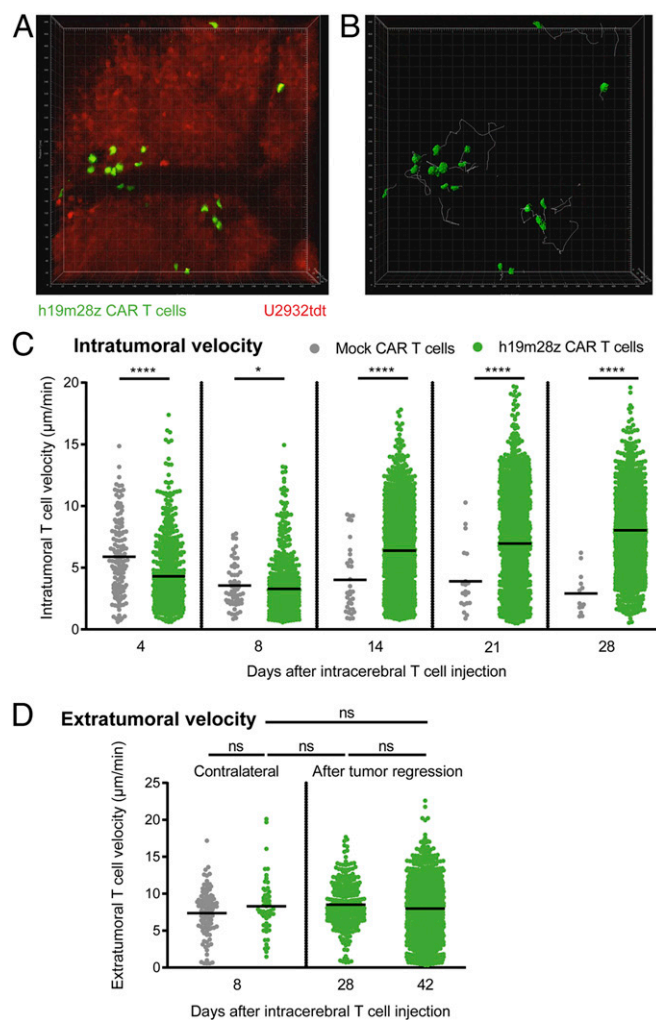 A
B
h19m28z CAR T cells
U2932tdt
C
Intratumoral velocity
Mock CAR T cells
h19m28z CAR T cells
****
*
****
****
****
Intratumoral T cell velocity (µm/min)
20
15
10
5
0
4
8
14
21
28
Days after intracerebral T cell injection
D
Extratumoral velocity
ns
ns
ns
ns
Contralateral
After tumor regression
Extratumoral T cell velocity (µm/min)
25
20
15
10
5
0
8
28
42
Days after intracerebral T cell injection